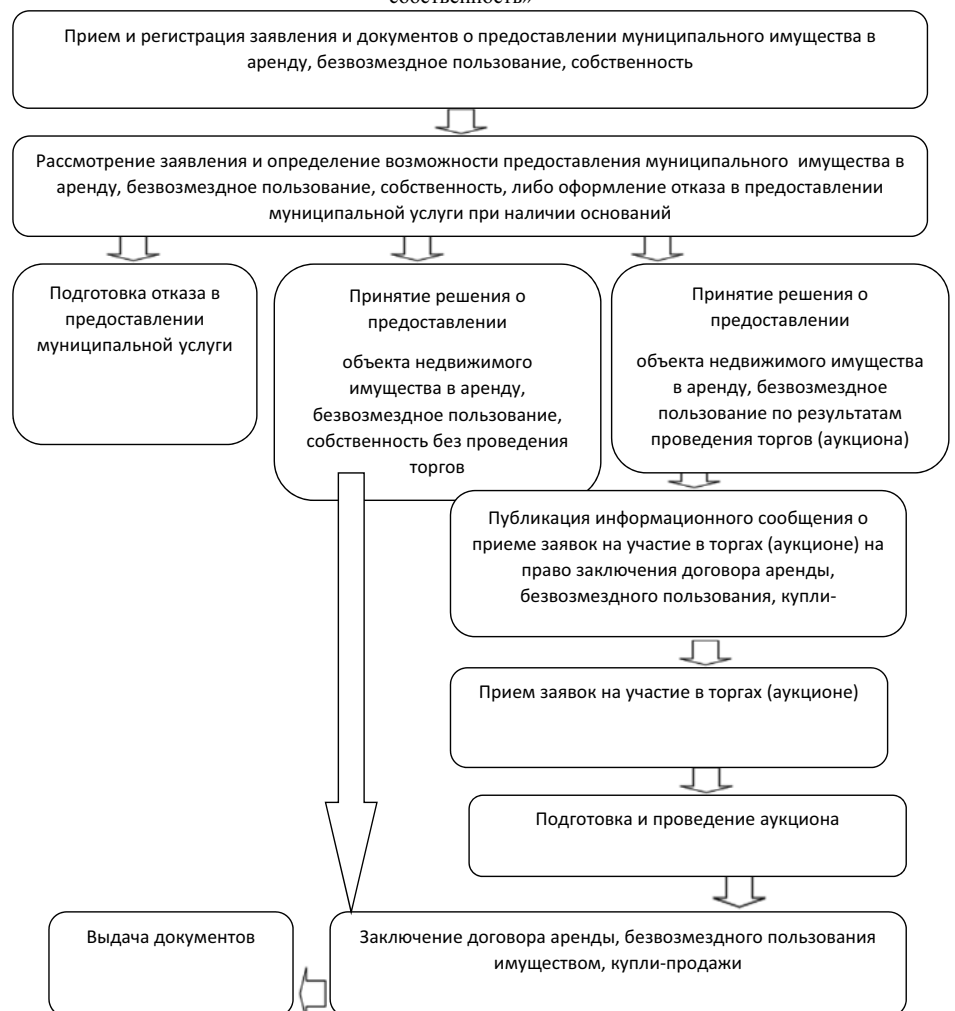 собственность»
Прием и регистрация заявления и документов о предоставлении муниципального имущества в
аренду, безвозмездное пользование, собственность
Рассмотрение заявления и определение возможности предоставления муниципального имущества в
аренду, безвозмездное пользование, собственность, либо оформление отказа в предоставлении
муниципальной услуги при наличии оснований
Подготовка отказа в
предоставлении
муниципальной услуги
Принятие решения о
предоставлении
объекта недвижимого
имущества в аренду,
безвозмездное пользование,
собственность без проведения
торгов
Принятие решения о
предоставлении
объекта недвижимого имущества
в аренду, безвозмездное
пользование по результатам
проведения торгов (аукциона)
Публикация информационного сообщения о
приеме заявок на участие в торгах (аукционе) на
право заключения договора аренды,
безвозмездного пользования, купли-
Прием заявок на участие в торгах (аукционе)
Подготовка и проведение аукциона
Выдача документов
Заключение договора аренды, безвозмездного пользования
имуществом, купли-продажи